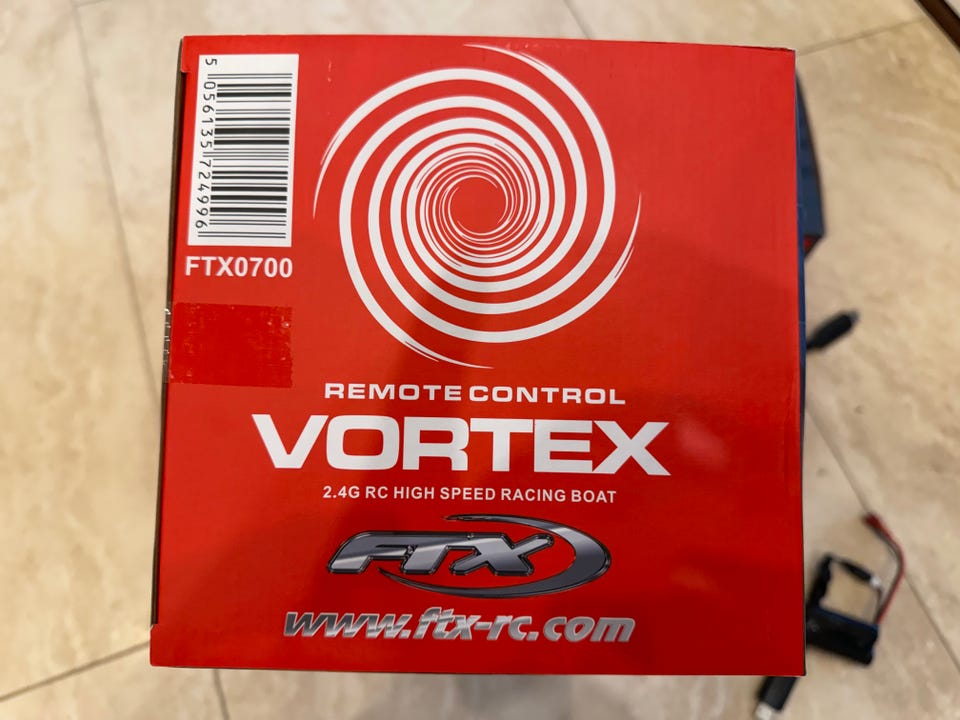 5 056135 724996
FTX0700
REMOTE CONTROL
VORTEX
2.4G RC HIGH SPEED RACING BOAT
FTX
www.ftx-rc.com